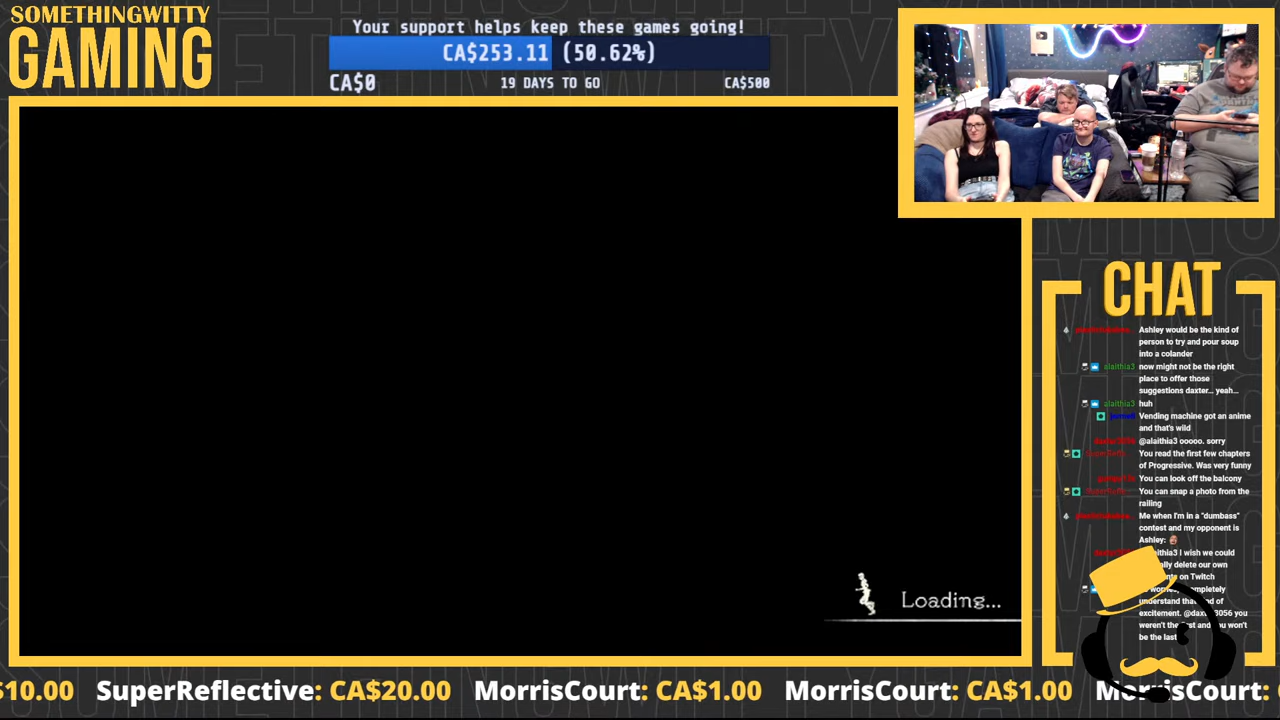 SOMETHINGWITTY
GAMING
Your support helps keep these games going!
CA$253.11 (50.62%)
CA$0
19 DAYS TO GO
CA$500
CHAT
Ashley would be the kind of
person to try and pour soup
into a colander
alaithia3 now might not be the right
place to offer those
suggestions daxter... yeah...
alaithia3 huh
Vending machine got an anime
and that's wild
@alaithia3 ooooo. sorry
You read the first few chapters
of Progressive. Was very funny
You can look off the balcony
You can snap a photo from the
railing
Me when I'm in a "dumbass"
contest and my opponent is
Ashley:
I wish we could
delete our own
on Twitch
understand
of
excitement.
you
weren't the
and
won't
be the last
Loading...
$10.00 SuperReflective: CA$20.00 MorrisCourt: CA$1.00 MorrisCourt: CA$1.00